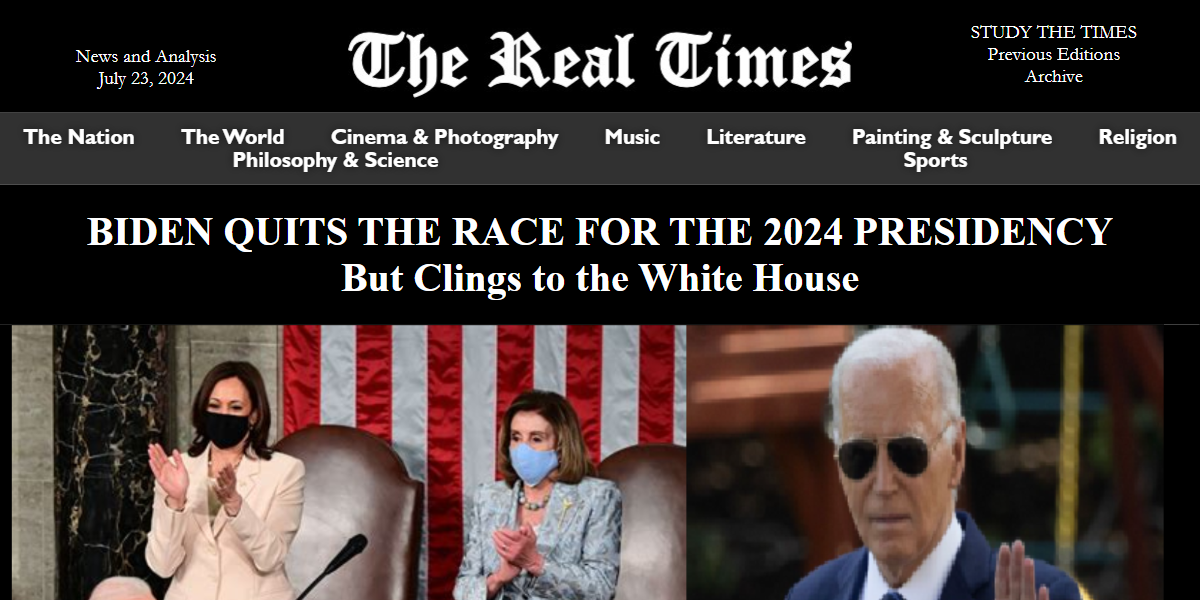 News and Analysis
July 23, 2024
The Real Times
STUDY THE TIMES
Previous Editions
Archive
The Nation The World Cinema & Photography Music Literature Painting & Sculpture Religion
Philosophy & Science Sports
BIDEN QUITS THE RACE FOR THE 2024 PRESIDENCY
But Clings to the White House